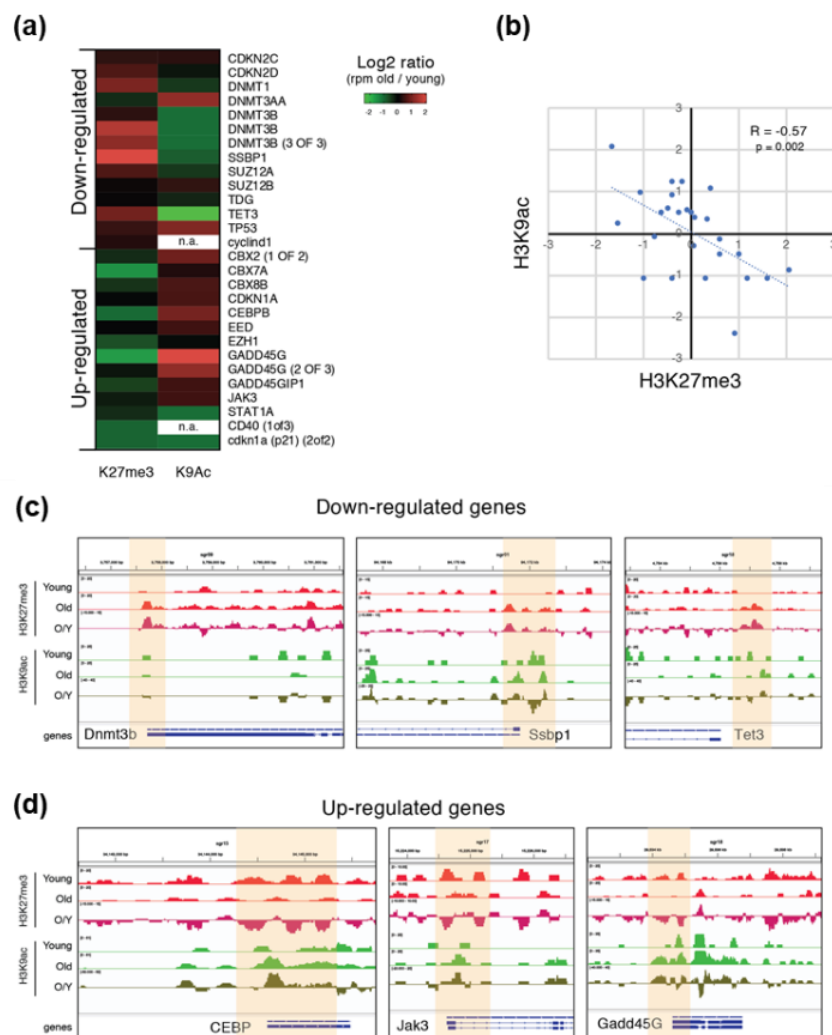 (a)
Down-regulated
Up-regulated
CDKN2C
CDKN2D
DNMT1
DNMT3AA
DNMT3B
DNMT3B
DNMT3B (3 OF 3)
SSBP1
SUZ12A
SUZ12B
TDG
TET3
TP53
n.a. cyclind1
CBX2 (1 OF 2)
CBX7A
CBX8B
CDKN1A
CEBPB
EED
EZH1
GADD45G
GADD45G (2 OF 3)
GADD45GIP1
JAK3
STAT1A
n.a. CD40 (1of3)
cdkn1a (p21) (2of2)
K27me3 K9Ac
Log2 ratio
(rpm old / young)
-2 -1 0 1 2
(b)
R = -0.57
p = 0.002
3
2
1
0
-3 -2 -1 0 1 2 3
-1
-2
-3
H3K9ac
H3K27me3
(c)
Down-regulated genes
H3K27me3
Young
Old
O/Y
H3K9ac
Young
Old
O/Y
genes
Dnmt3b
Ssbp1
Tet3
(d)
Up-regulated genes
H3K27me3
Young
Old
O/Y
H3K9ac
Young
Old
O/Y
genes
CEBP
Jak3
Gadd45G